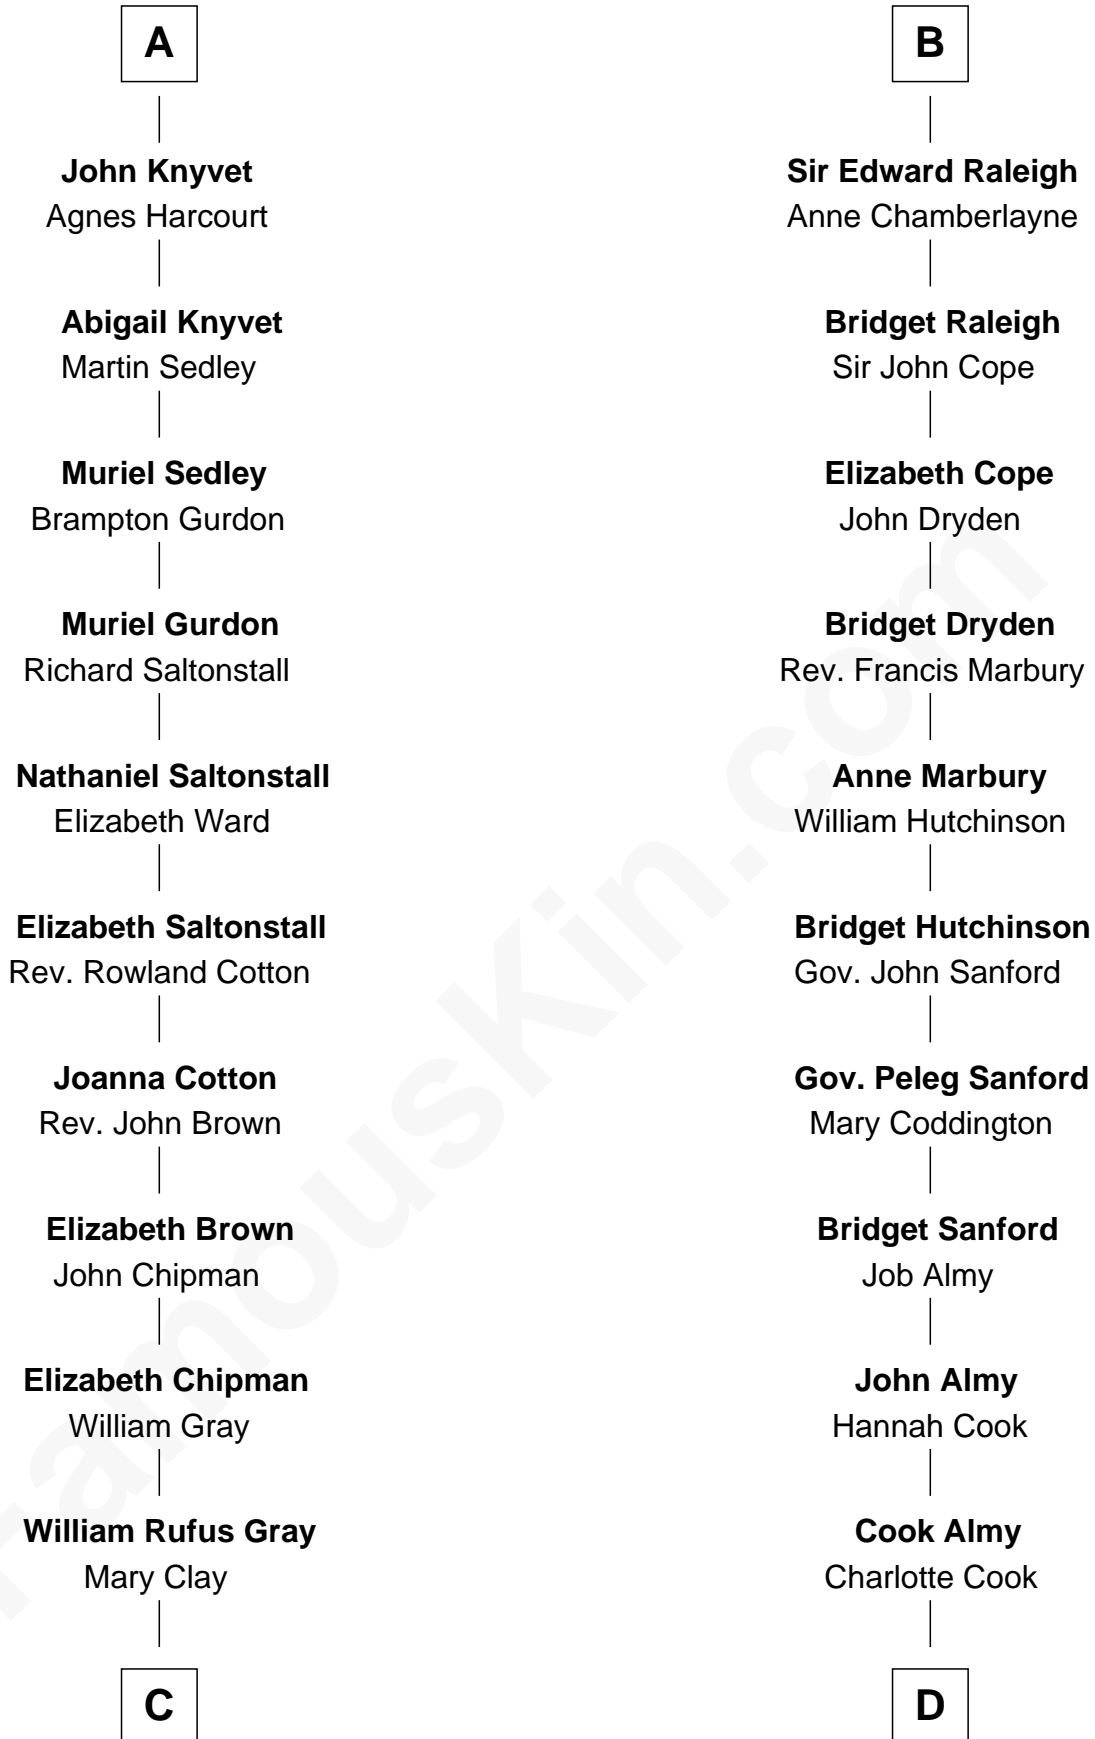 A
John Knyvet
Agnes Harcourt
Abigail Knyvet
Martin Sedley
Muriel Sedley
Brampton Gurdon
Muriel Gurdon
Richard Saltonstall
Nathaniel Saltonstall
Elizabeth Ward
Elizabeth Saltonstall
Rev. Rowland Cotton
Joanna Cotton
Rev. John Brown
Elizabeth Brown
John Chipman
Elizabeth Chipman
William Gray
William Rufus Gray
Mary Clay
C
B
Sir Edward Raleigh
Anne Chamberlayne
Bridget Raleigh
Sir John Cope
Elizabeth Cope
John Dryden
Bridget Dryden
Rev. Francis Marbury
Anne Marbury
William Hutchinson
Bridget Hutchinson
Gov. John Sanford
Gov. Peleg Sanford
Mary Coddington
Bridget Sanford
Job Almy
John Almy
Hannah Cook
Cook Almy
Charlotte Cook
D
FamousKin.com